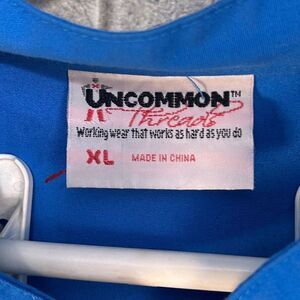 UNCOMMON™
Threads
Working wear that works as hard as you do
XL MADE IN CHINA